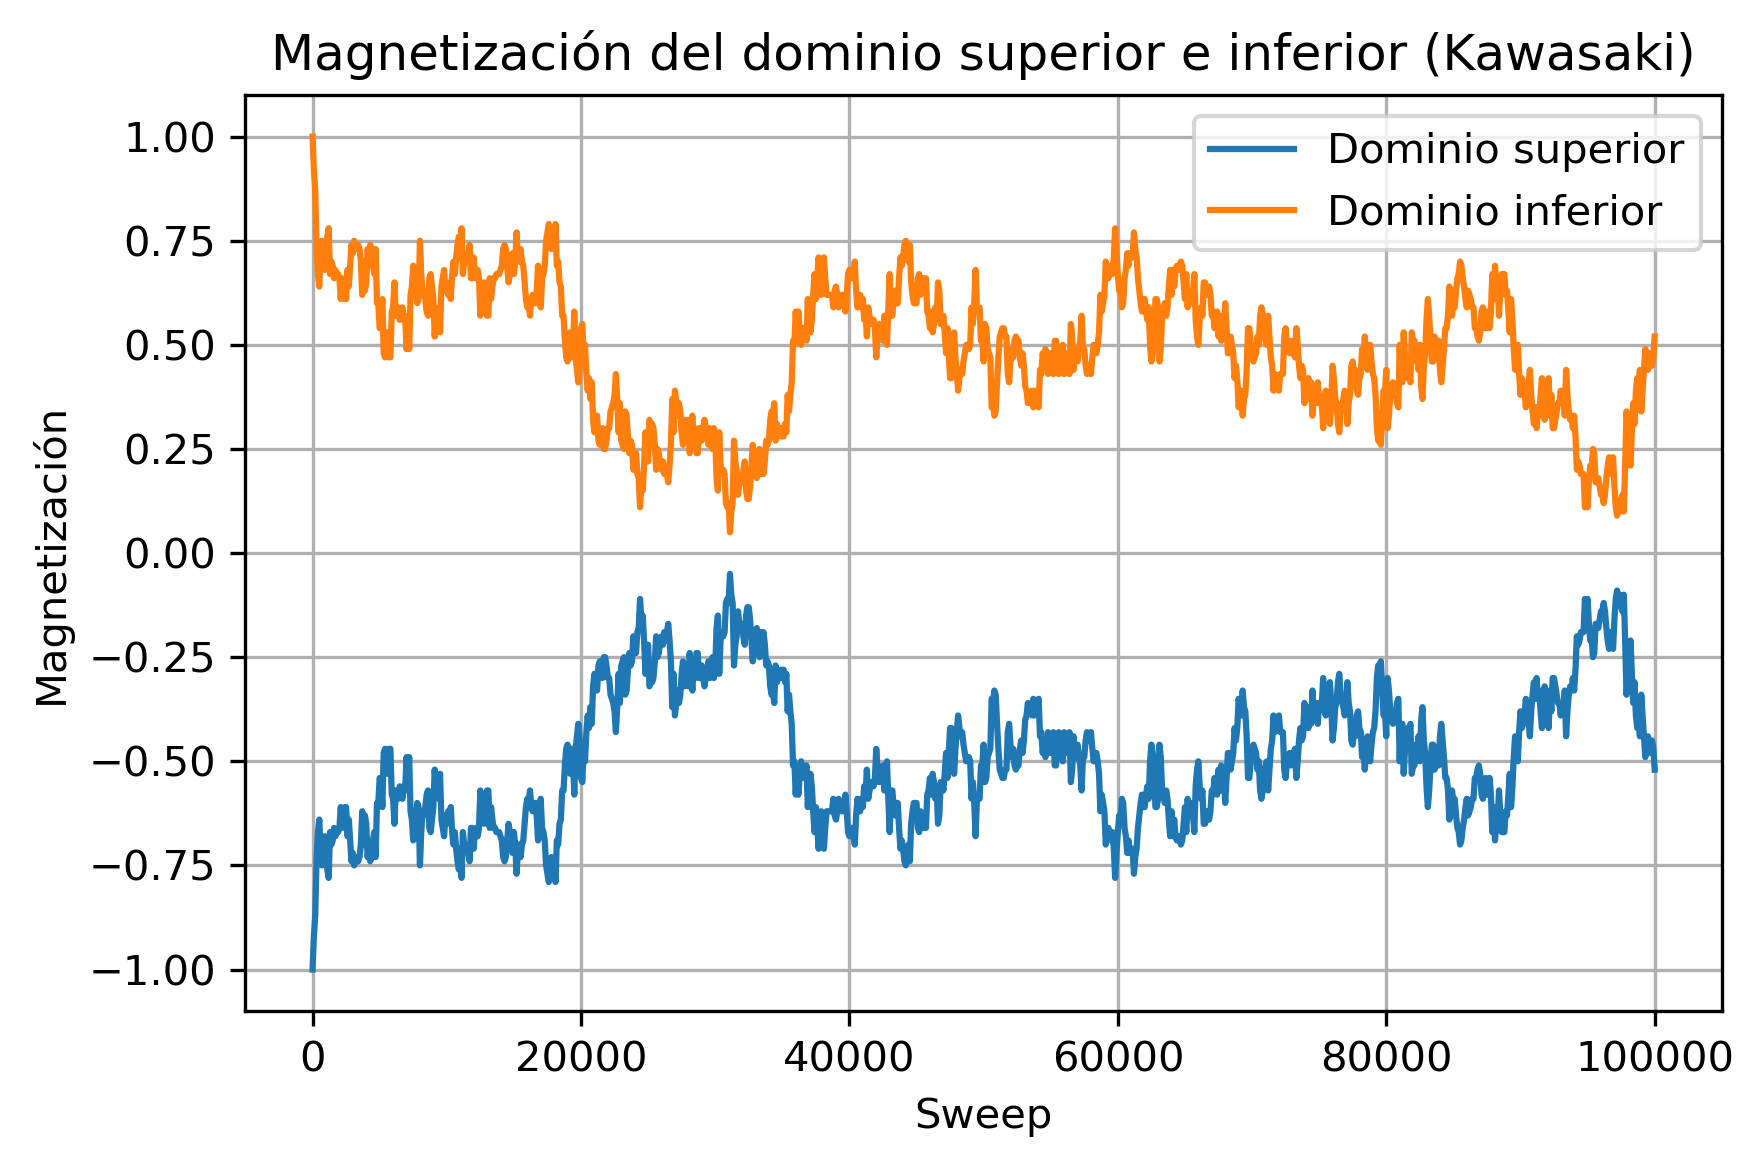 Magnetización del dominio superior e inferior (Kawasaki)
Dominio superior
Dominio inferior
Magnetización
1.00
0.75
0.50
0.25
0.00
−0.25
−0.50
−0.75
−1.00
0 20000 40000 60000 80000 100000
Sweep